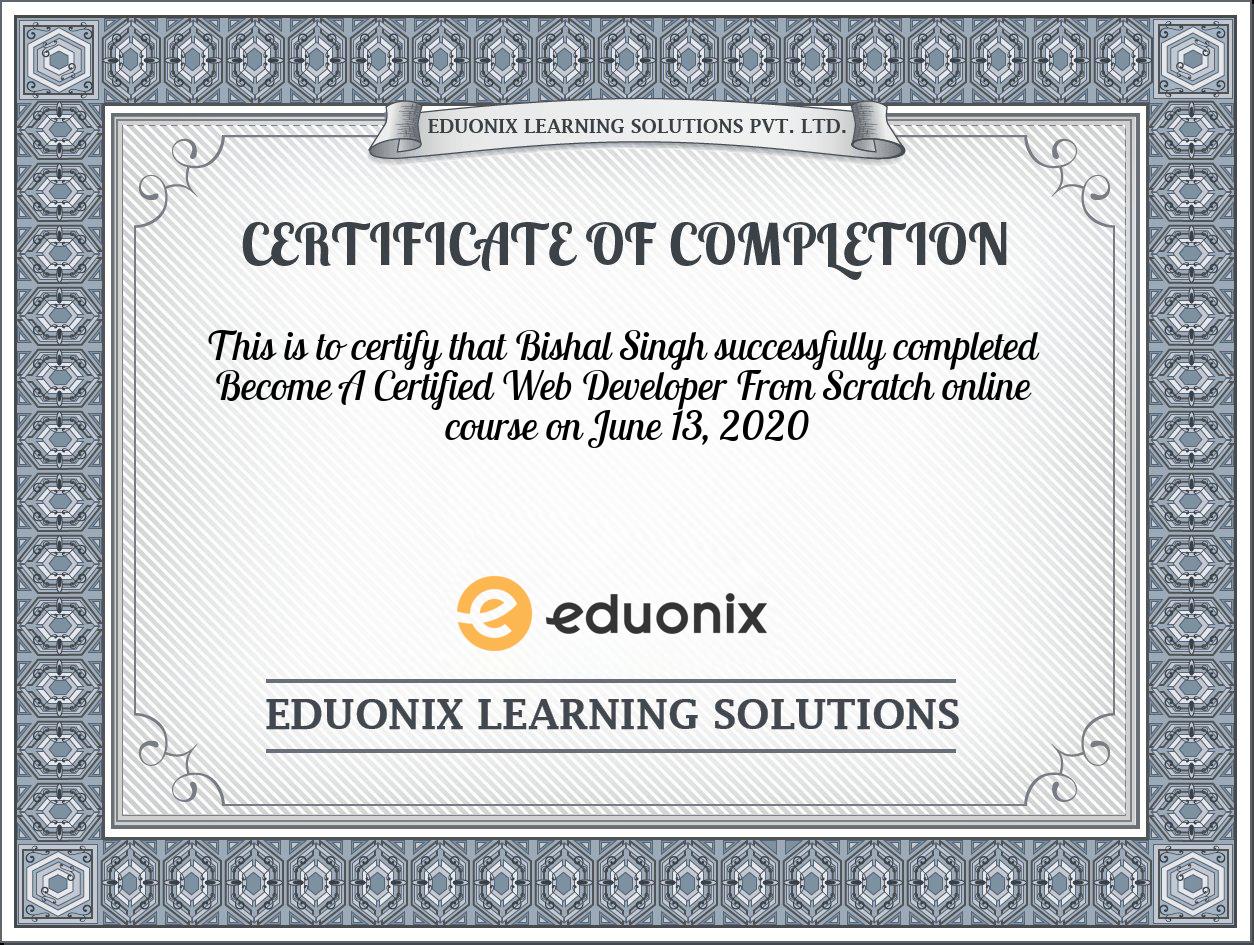 EDUONIX LEARNING SOLUTIONS PVT. LTD.
CERTIFICATE OF COMPLETION
This is to certify that Bishal Singh successfully completed
Become A Certified Web Developer From Scratch online
course on June 13, 2020
eduonix
EDUONIX LEARNING SOLUTIONS